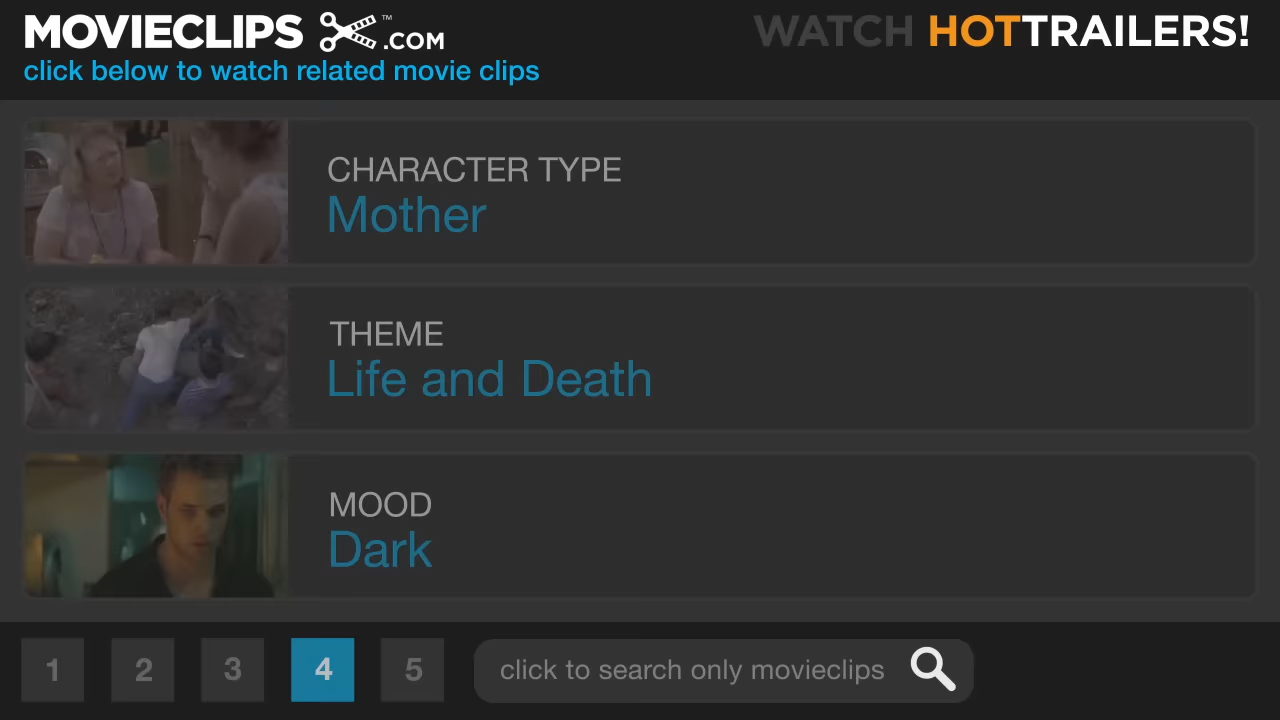 MOVIECLIPS ™ .COM
WATCH HOTTRAILERS!
click below to watch related movie clips
CHARACTER TYPE
Mother
THEME
Life and Death
MOOD
Dark
1 2 3 4 5
click to search only movieclips